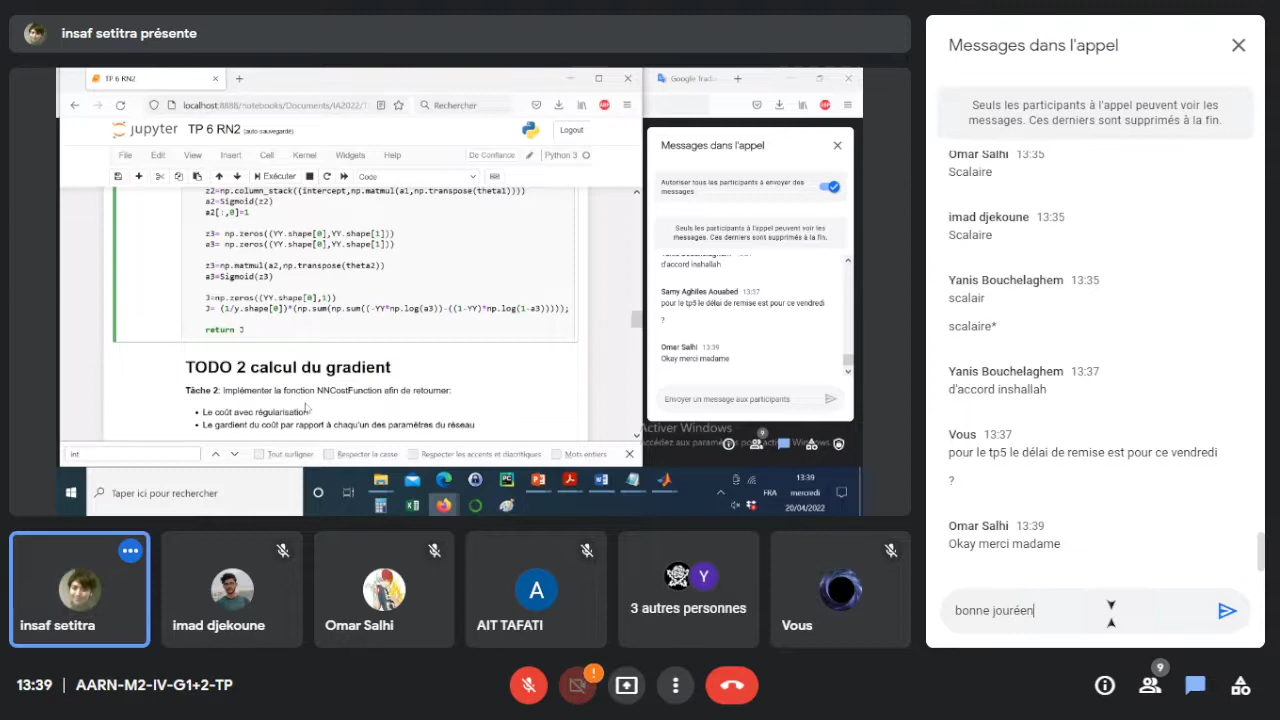 insaf setitra présente
TP 6 RN2
localhost:8888/notebooks/Documents/IA2022/T
Rechercher
jupyter TP 6 RN2 (auto-sauvegardé)
Logout
File Edit View Insert Cell Kernel Widgets Help
De Confiance
Python 3
Exécuter
Code
z2=np.column_stack((intercept,np.matmul(a1,np.transpose(theta1))))
a2=Sigmoid(z2)
a2[:,0]=1
z3= np.zeros((YY.shape[0],YY.shape[1]))
a3= np.zeros((YY.shape[0],YY.shape[1]))
z3=np.matmul(a2,np.transpose(theta2))
a3=Sigmoid(z3)
J=np.zeros((YY.shape[0],1))
J= (1/y.shape[0])*(np.sum(np.sum((-YY*np.log(a3))-((1-YY)*np.log(1-a3)))));
return J
TODO 2 calcul du gradient
Tâche 2: Implémenter la fonction NNCostFunction afin de retourner:
Le coût avec régularisation
Le gardient du coût par rapport à chaqu'un des paramètres du réseau
int
Tout surligner
Respecter la casse
Respecter les accents et diacritiques
Mots entiers
Google Tradu
Messages dans l'appel
Autoriser tous les participants à envoyer des
messages
Seuls les participants à l'appel peuvent voir les
messages. Ces derniers sont supprimés à la fin.
Yanis Bouchelaghem 13:37
d'accord inshallah
Samy Aghiles Aouabed 13:37
pour le tp5 le délai de remise est pour ce vendredi
?
Omar Salhi 13:39
Okay merci madame
Envoyer un message aux participants
Activer Windows
9
Taper ici pour rechercher
FRA
13:39
mercredi
20/04/2022
insaf setitra
imad djekoune
Omar Salhi
A
AIT TAFATI
Y
3 autres personnes
Vous
13:39 | AARN-M2-IV-G1+2-TP
9
Messages dans l'appel
Seuls les participants à l'appel peuvent voir les
messages. Ces derniers sont supprimés à la fin.
Omar Salhi 13:35
Scalaire
imad djekoune 13:35
Scalaire
Yanis Bouchelaghem 13:35
scalair
scalaire*
Yanis Bouchelaghem 13:37
d'accord inshallah
Vous 13:37
pour le tp5 le délai de remise est pour ce vendredi
?
Omar Salhi 13:39
Okay merci madame
bonne jouréen